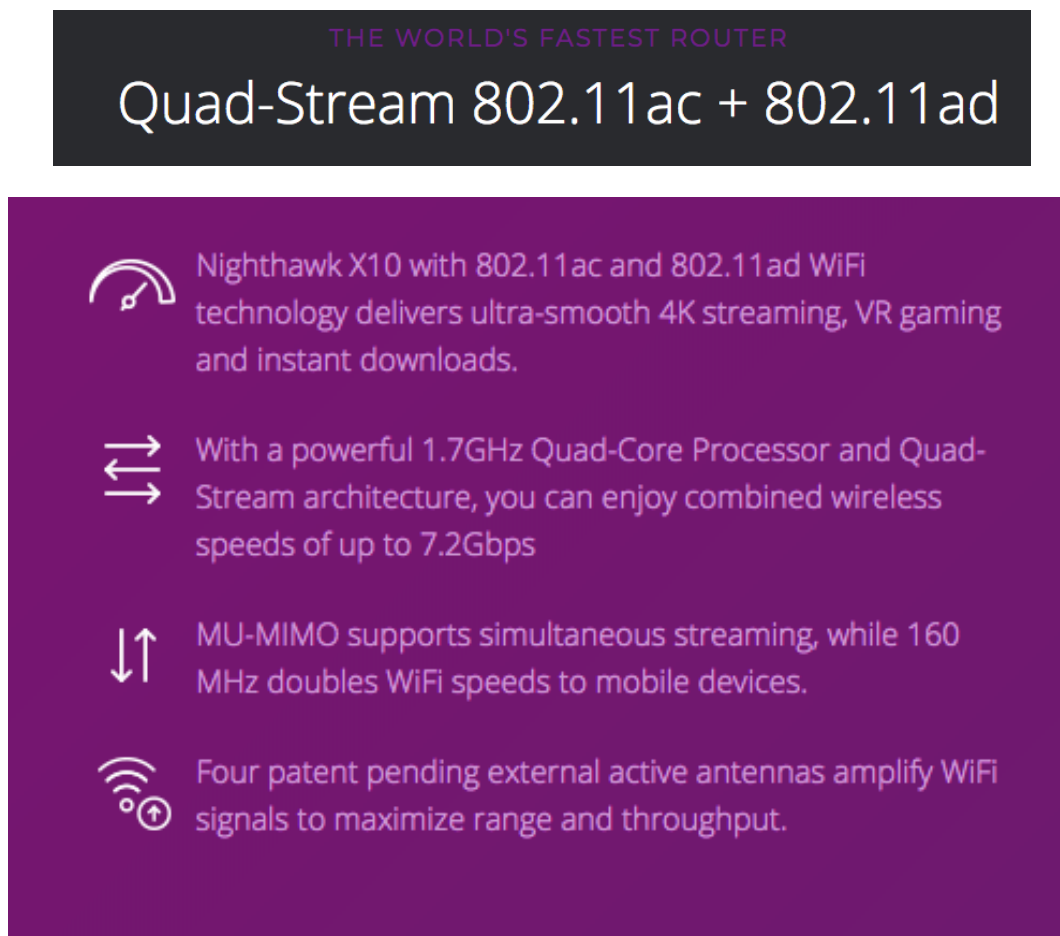 THE WORLD'S FASTEST ROUTER
Quad-Stream 802.11ac + 802.11ad
Nighthawk X10 with 802.11ac and 802.11ad WiFi
technology delivers ultra-smooth 4K streaming, VR gaming
and instant downloads.
With a powerful 1.7GHz Quad-Core Processor and Quad-
Stream architecture, you can enjoy combined wireless
speeds of up to 7.2Gbps
MU-MIMO supports simultaneous streaming, while 160
MHz doubles WiFi speeds to mobile devices.
Four patent pending external active antennas amplify WiFi
signals to maximize range and throughput.